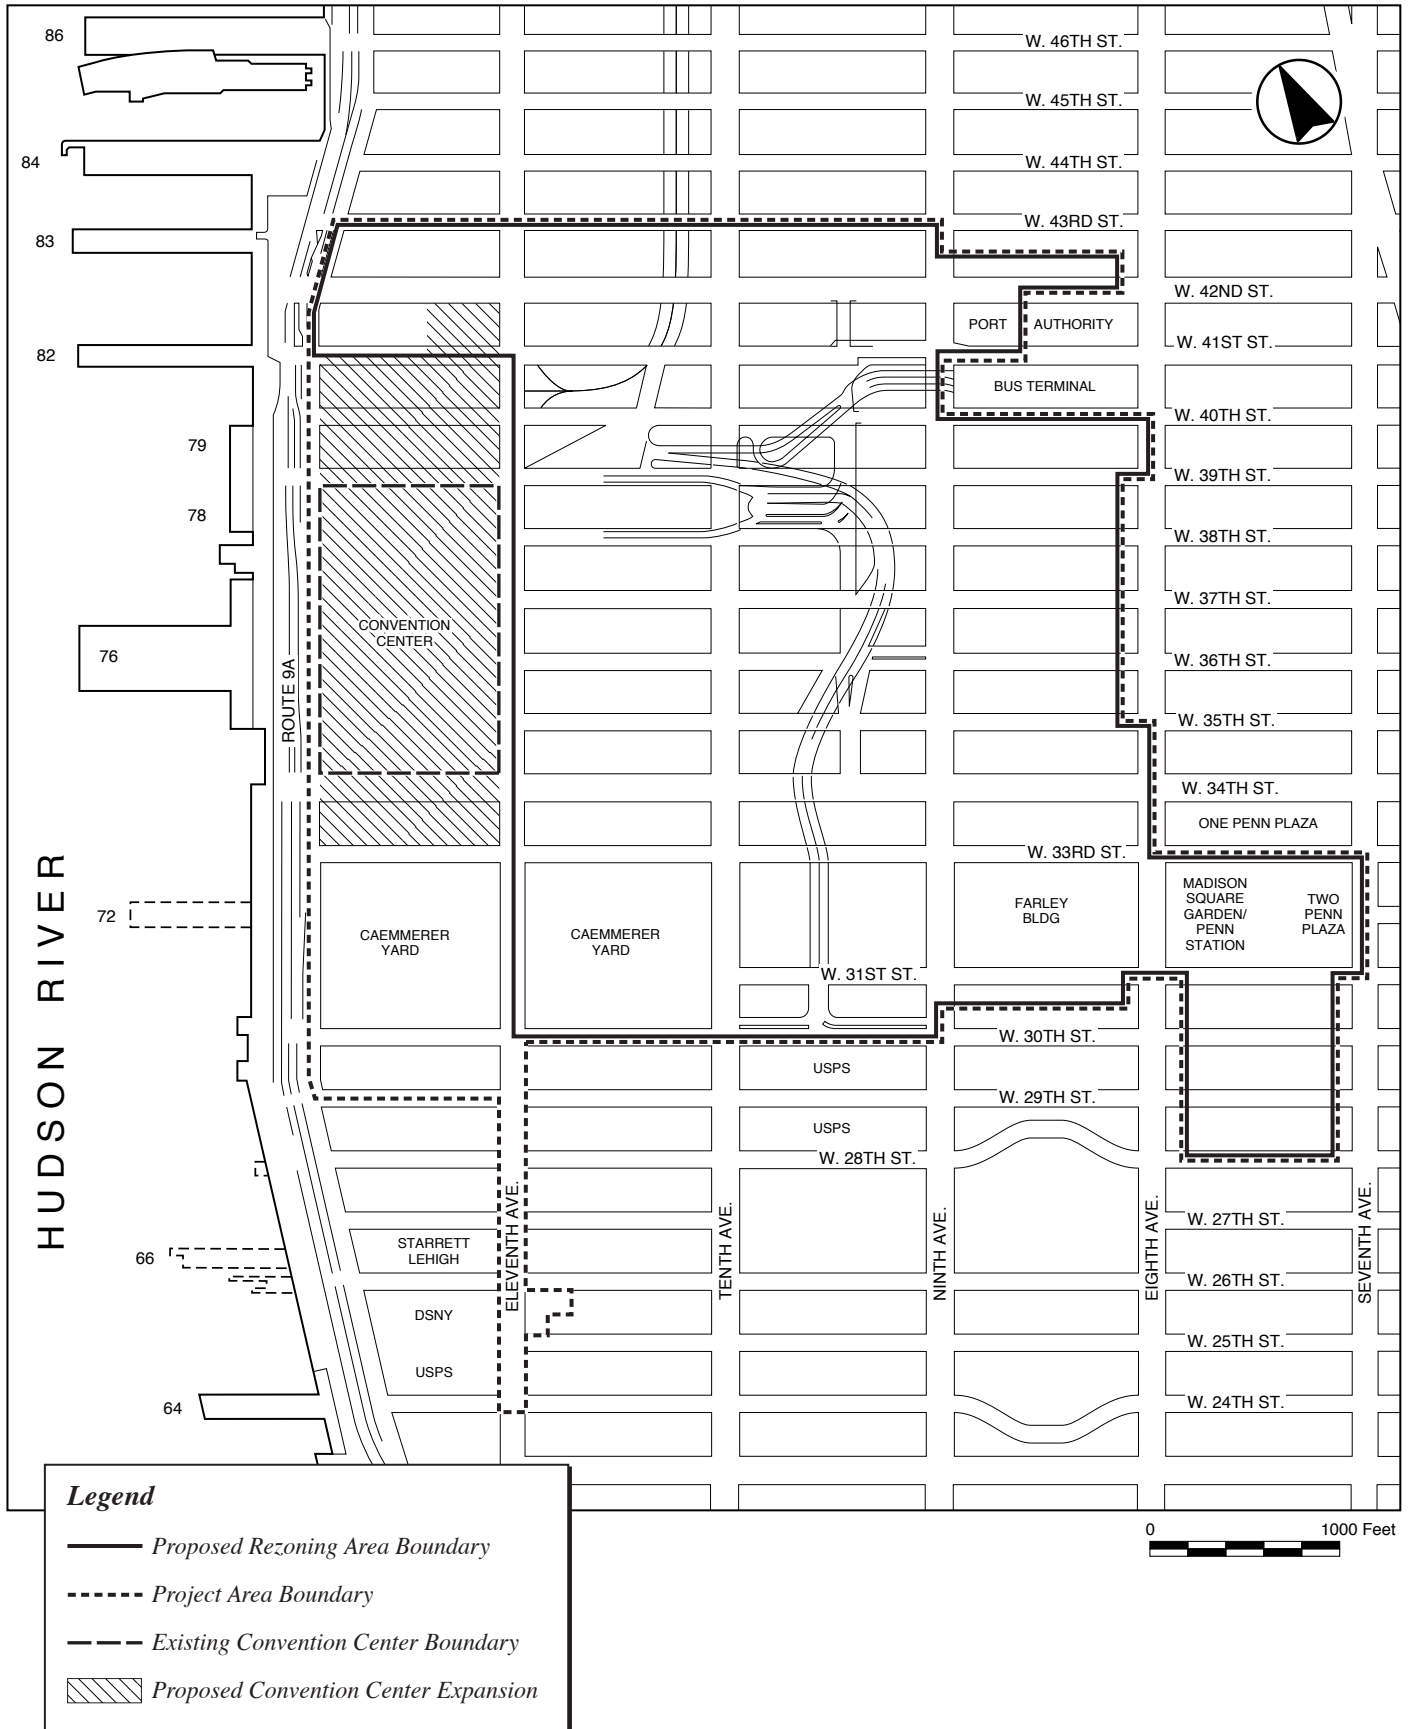 86
W. 46TH ST.
W. 45TH ST.
84
W. 44TH ST.
83
W. 43RD ST.
W. 42ND ST.
PORT AUTHORITY
82
W. 41ST ST.
BUS TERMINAL
W. 40TH ST.
79
W. 39TH ST.
78
W. 38TH ST.
W. 37TH ST.
CONVENTION
CENTER
76
W. 36TH ST.
ROUTE 9A
W. 35TH ST.
W. 34TH ST.
ONE PENN PLAZA
W. 33RD ST.
HUDSON RIVER
72
CAEMMERER
YARD
CAEMMERER
YARD
FARLEY
BLDG
MADISON
SQUARE
GARDEN/
PENN
STATION
TWO
PENN
PLAZA
W. 31ST ST.
W. 30TH ST.
USPS
W. 29TH ST.
USPS
W. 28TH ST.
ELEVENTH AVE.
TENTH AVE.
NINTH AVE.
EIGHTH AVE.
SEVENTH AVE.
W. 27TH ST.
STARRETT
LEHIGH
66
W. 26TH ST.
DSNY
W. 25TH ST.
USPS
64
W. 24TH ST.
Legend
Proposed Rezoning Area Boundary
Project Area Boundary
Existing Convention Center Boundary
Proposed Convention Center Expansion
0 1000 Feet